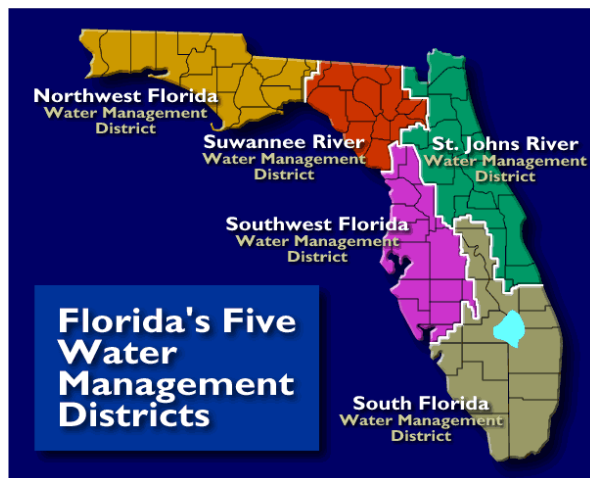 Northwest Florida
Water Management
District
Suwannee River
Water Management
District
St. Johns River
Water Management
District
Southwest Florida
Water Management
District
Florida's Five
Water
Management
Districts
South Florida
Water Management
District